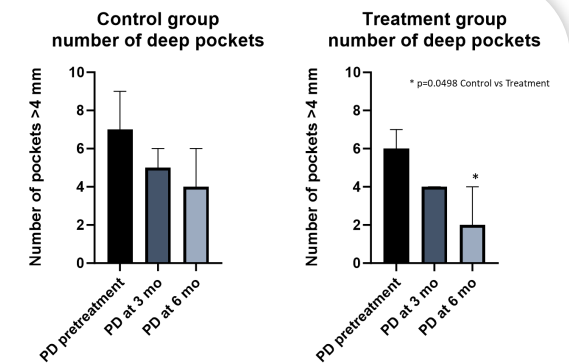 Control group
number of deep pockets
Number of pockets >4 mm
10
8
6
4
2
0
PD pretreatment
PD at 3 mo
PD at 6 mo
Treatment group
number of deep pockets
* p=0.0498 Control vs Treatment
Number of pockets >4 mm
10
8
6
4
2
0
*
PD pretreatment
PD at 3 mo
PD at 6 mo